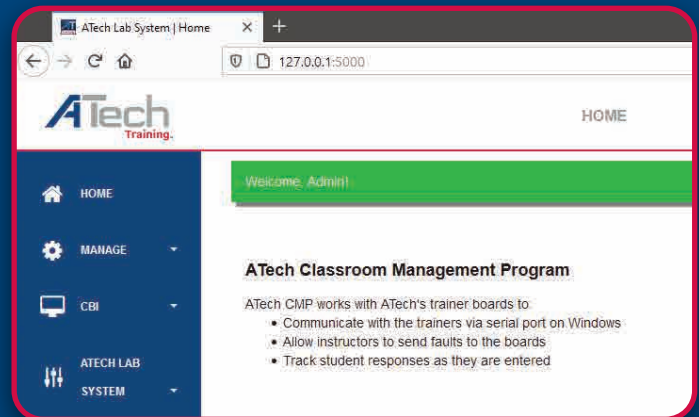 ATech Lab System | Home
127.0.0.1:5000
ATech
Training.
HOME
HOME
Welcome, Admin!
MANAGE
ATech Classroom Management Program
CBI
ATech CMP works with ATech's trainer boards to:
• Communicate with the trainers via serial port on Windows
• Allow instructors to send faults to the boards
• Track student responses as they are entered
ATECH LAB
SYSTEM